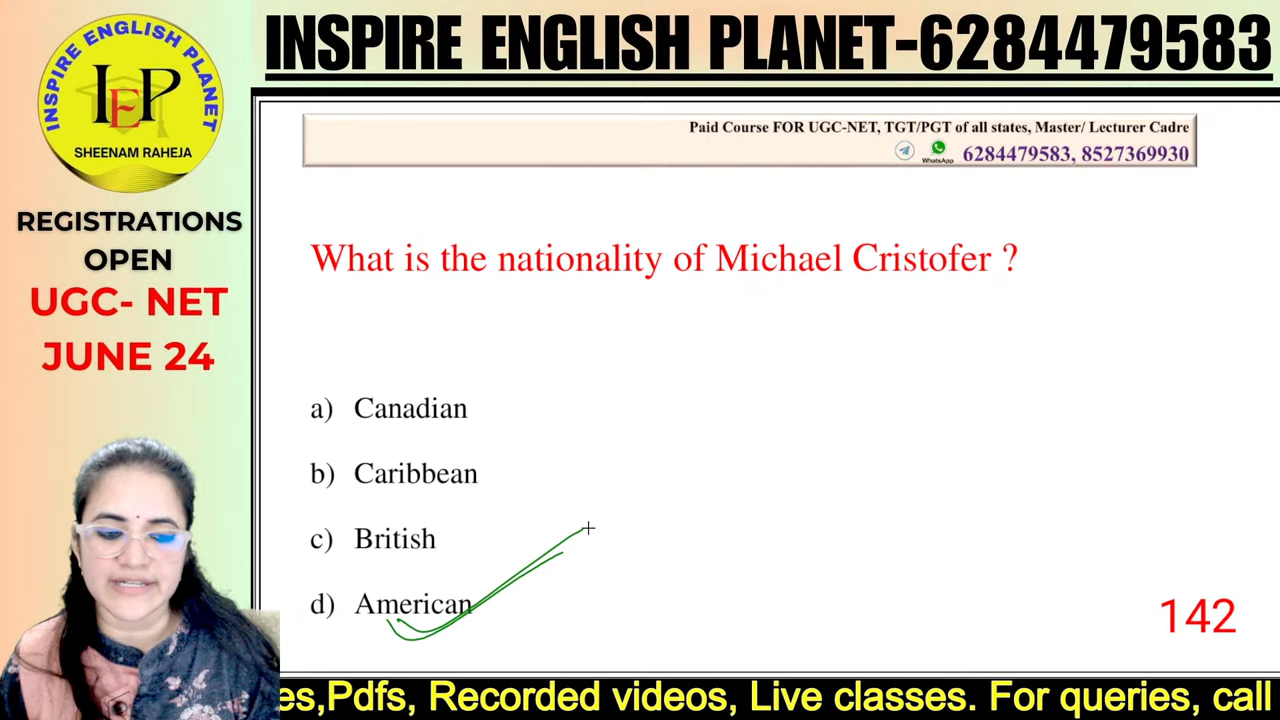 INSPIRE ENGLISH PLANET-6284479583
INSPIRE ENGLISH PLANET
IEP
SHEENAM RAHEJA
REGISTRATIONS
OPEN
UGC- NET
JUNE 24
Paid Course FOR UGC-NET, TGT/PGT of all states, Master/ Lecturer Cadre
WhatsApp 6284479583, 8527369930
What is the nationality of Michael Cristofer ?
a) Canadian
b) Caribbean
c) British
d) American
142
es,Pdfs, Recorded videos, Live classes. For queries, call